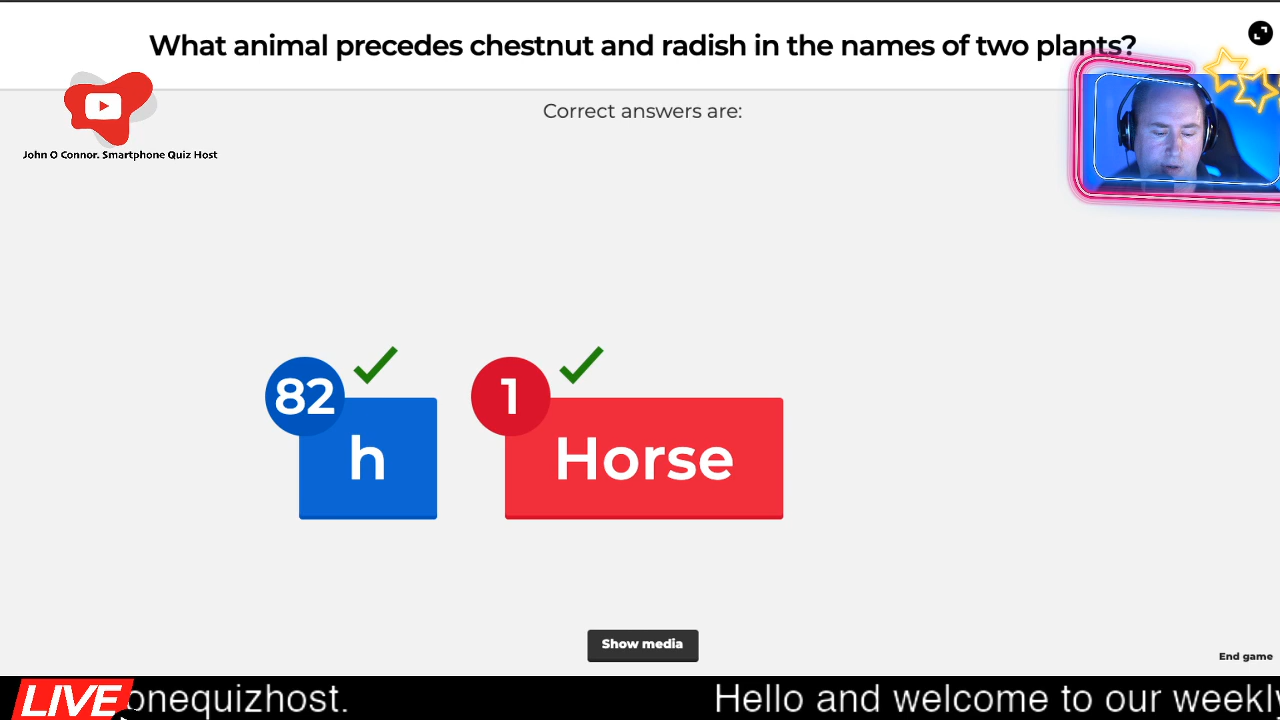 What animal precedes chestnut and radish in the names of two plants?
Correct answers are:
John O Connor. Smartphone Quiz Host
82
h
1
Horse
Show media
End game
LIVE onequizhost. Hello and welcome to our weekly